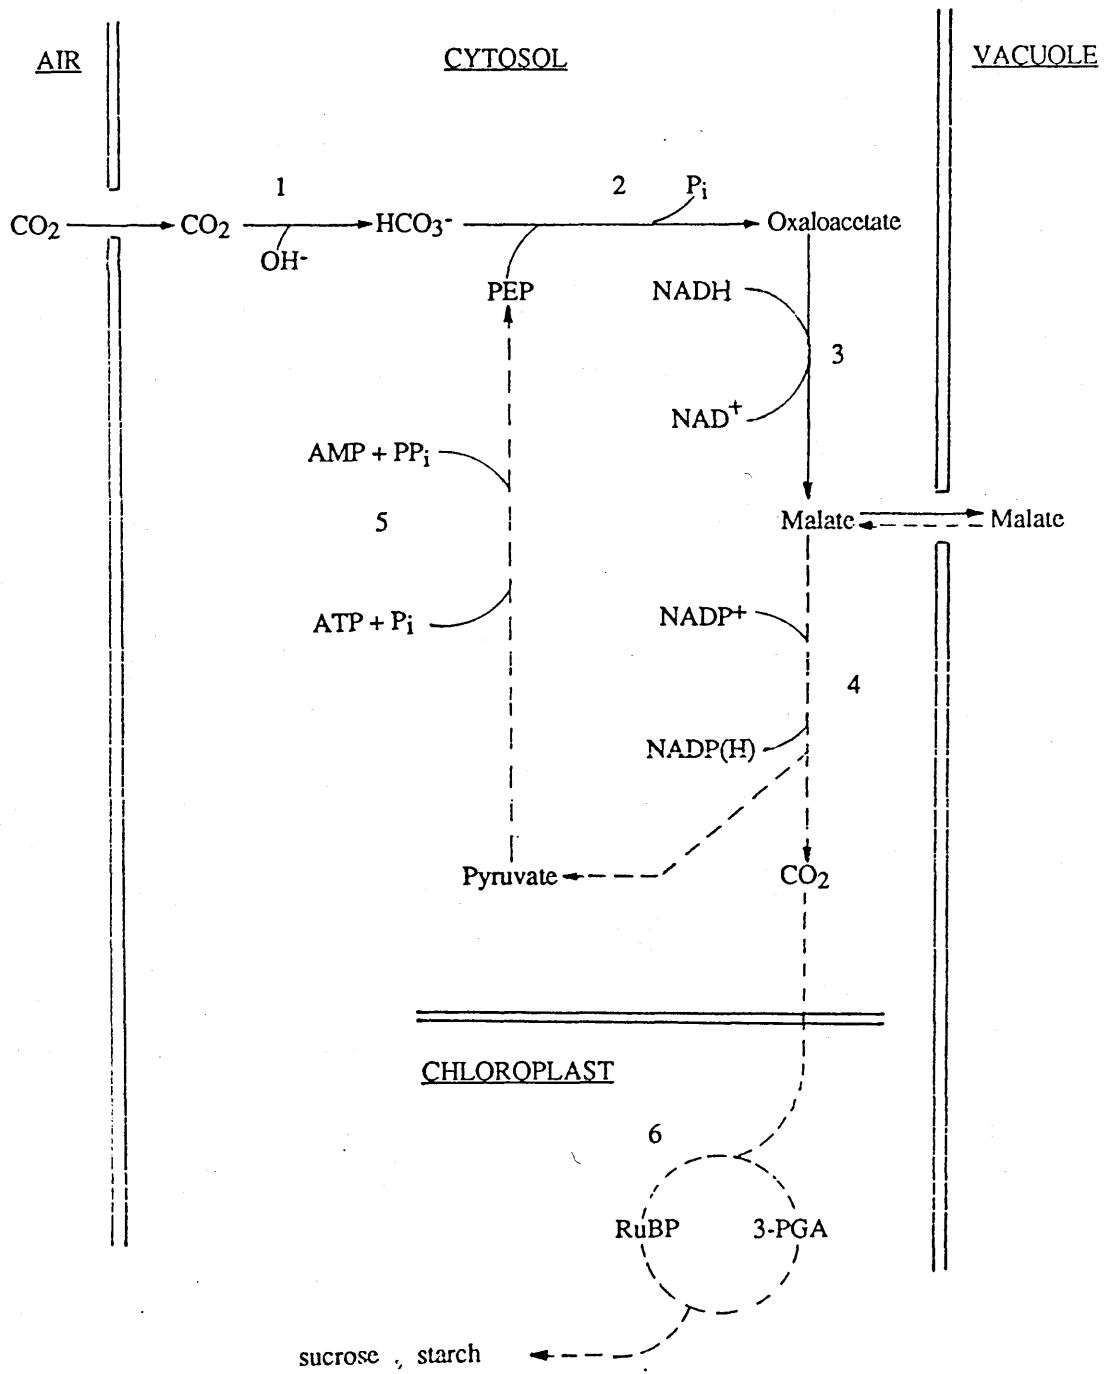 AIR CYTOSOL VACUOLE
1 2 Pi
CO2 CO2 HCO3- Oxaloacetate
OH-
PEP NADH
3
NAD+
AMP + PPi
5 Malate Malate
ATP + Pi NADP+
4
NADP(H)
Pyruvate CO2
CHLOROPLAST
6
RuBP 3-PGA
sucrose , starch